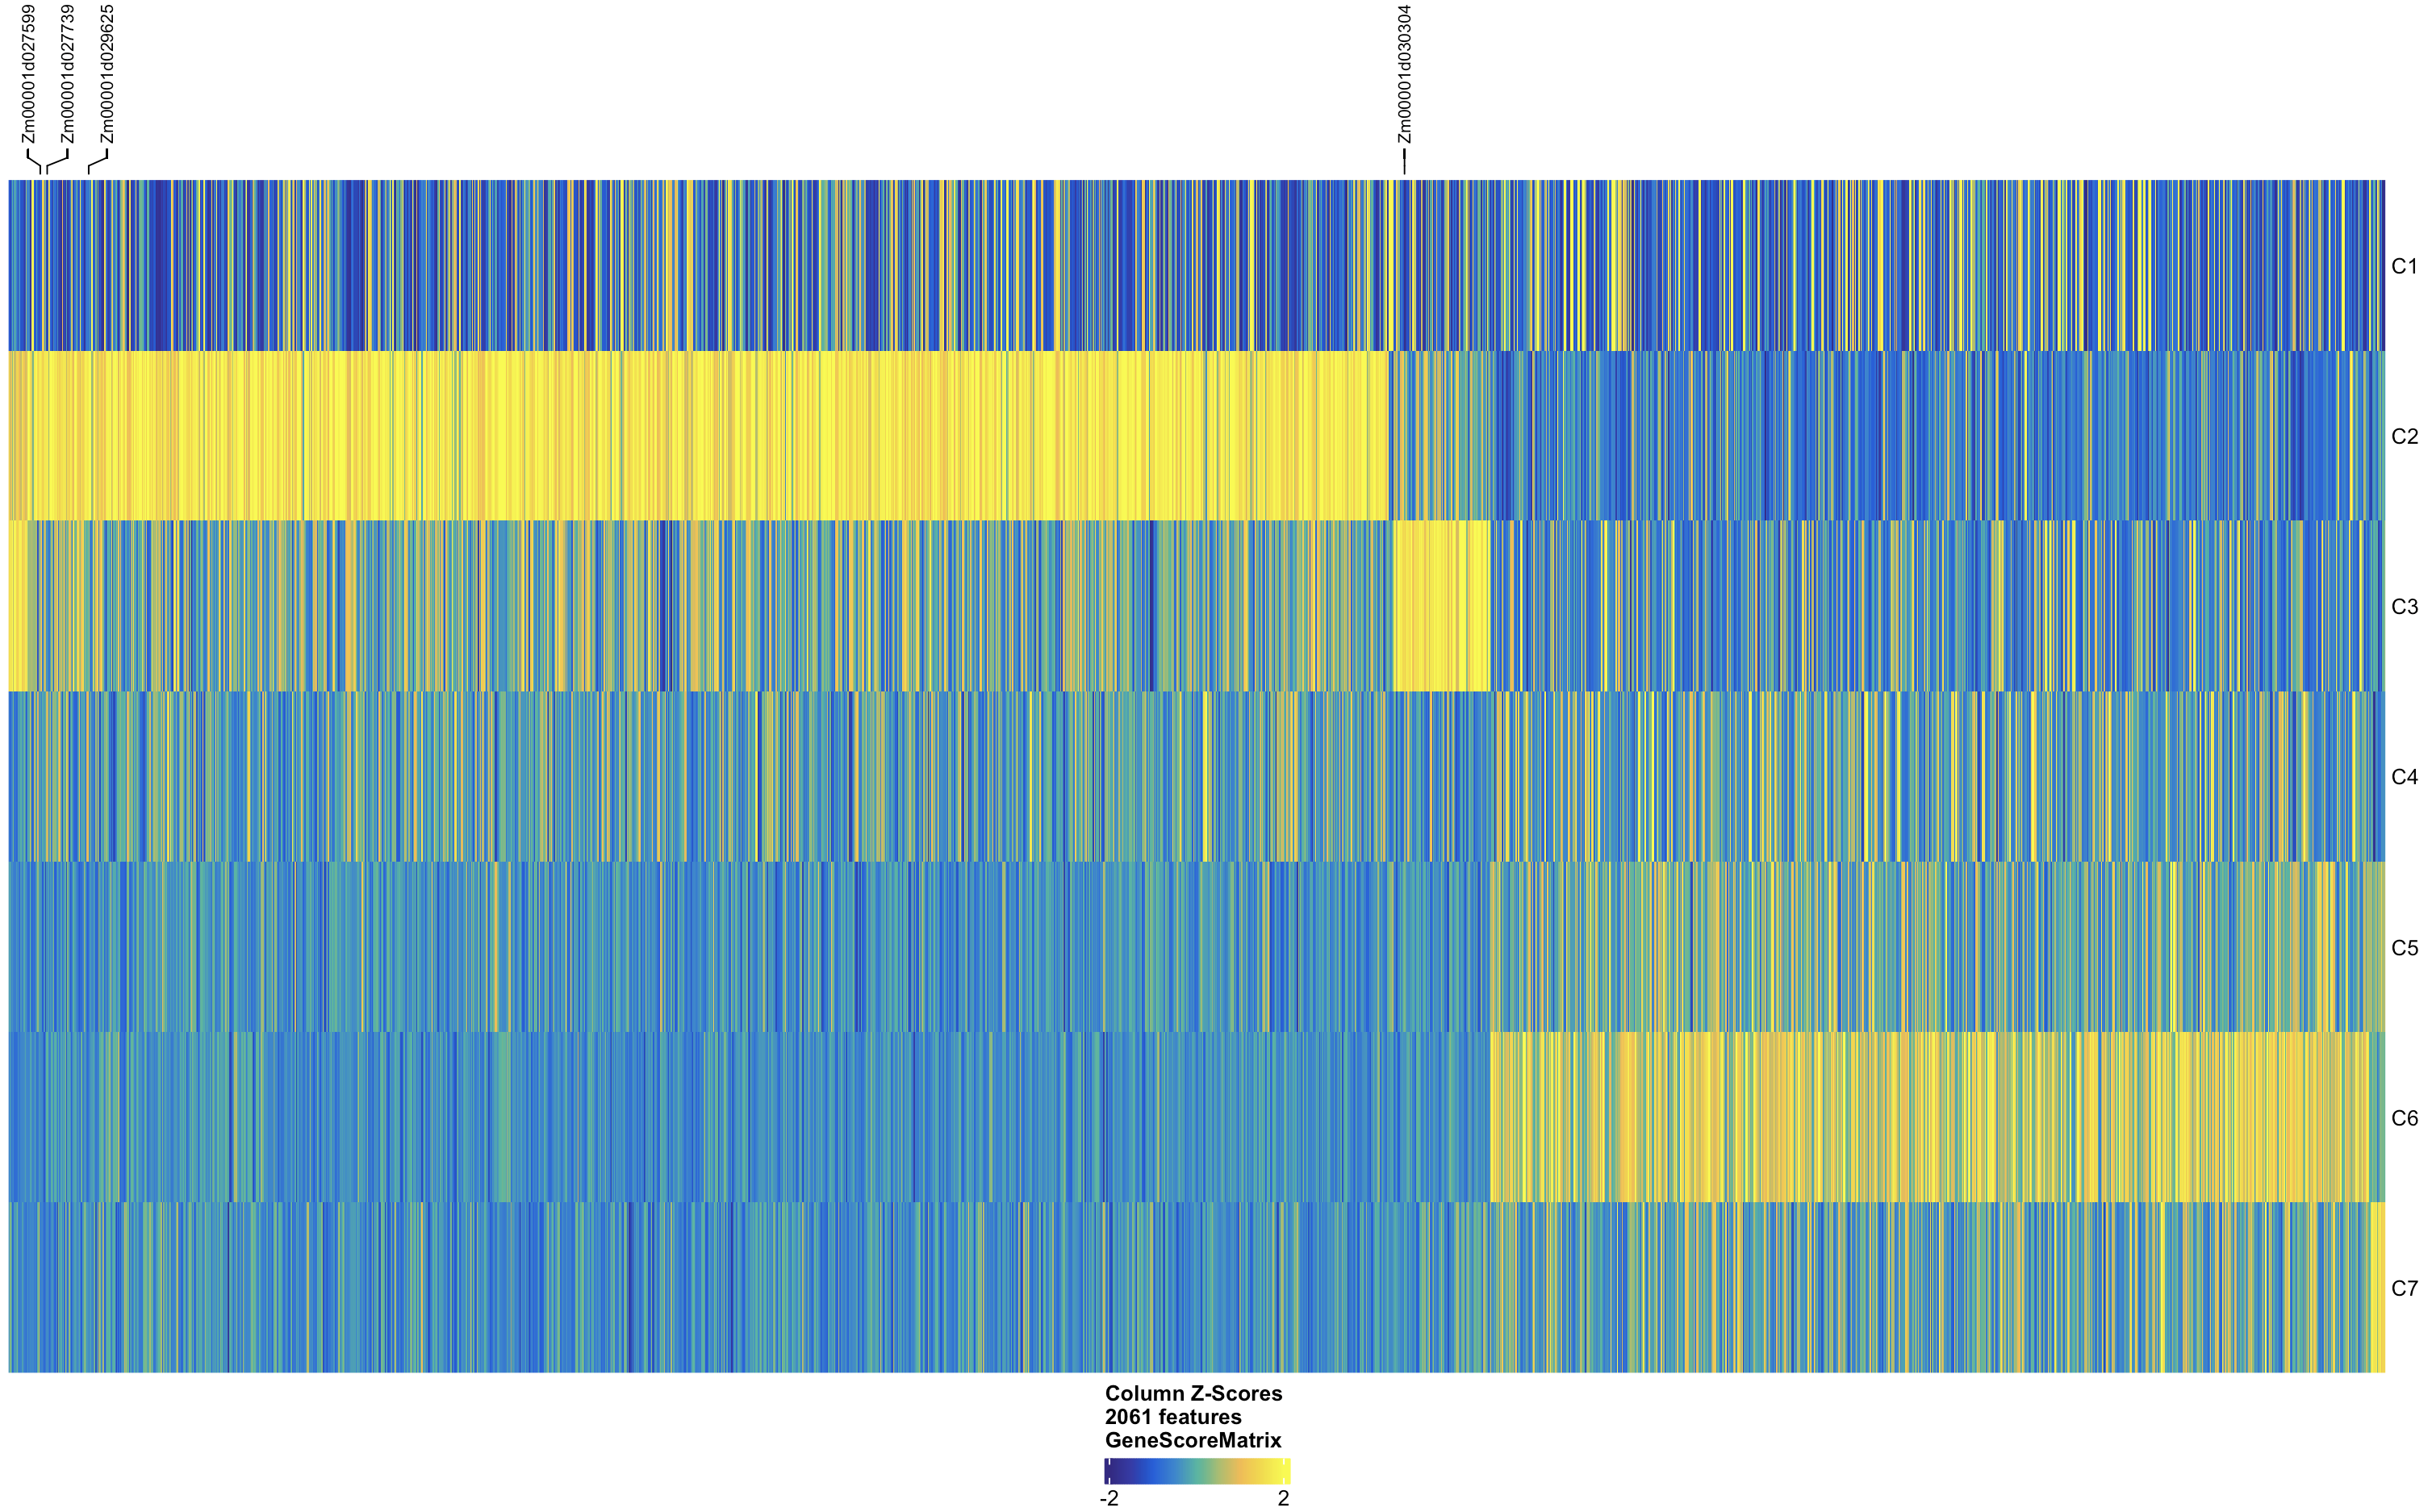 Zm00001d027599
Zm00001d027739
Zm00001d029625
Zm00001d030304
C1
C2
C3
C4
C5
C6
C7
Column Z-Scores
2061 features
GeneScoreMatrix
-2 2